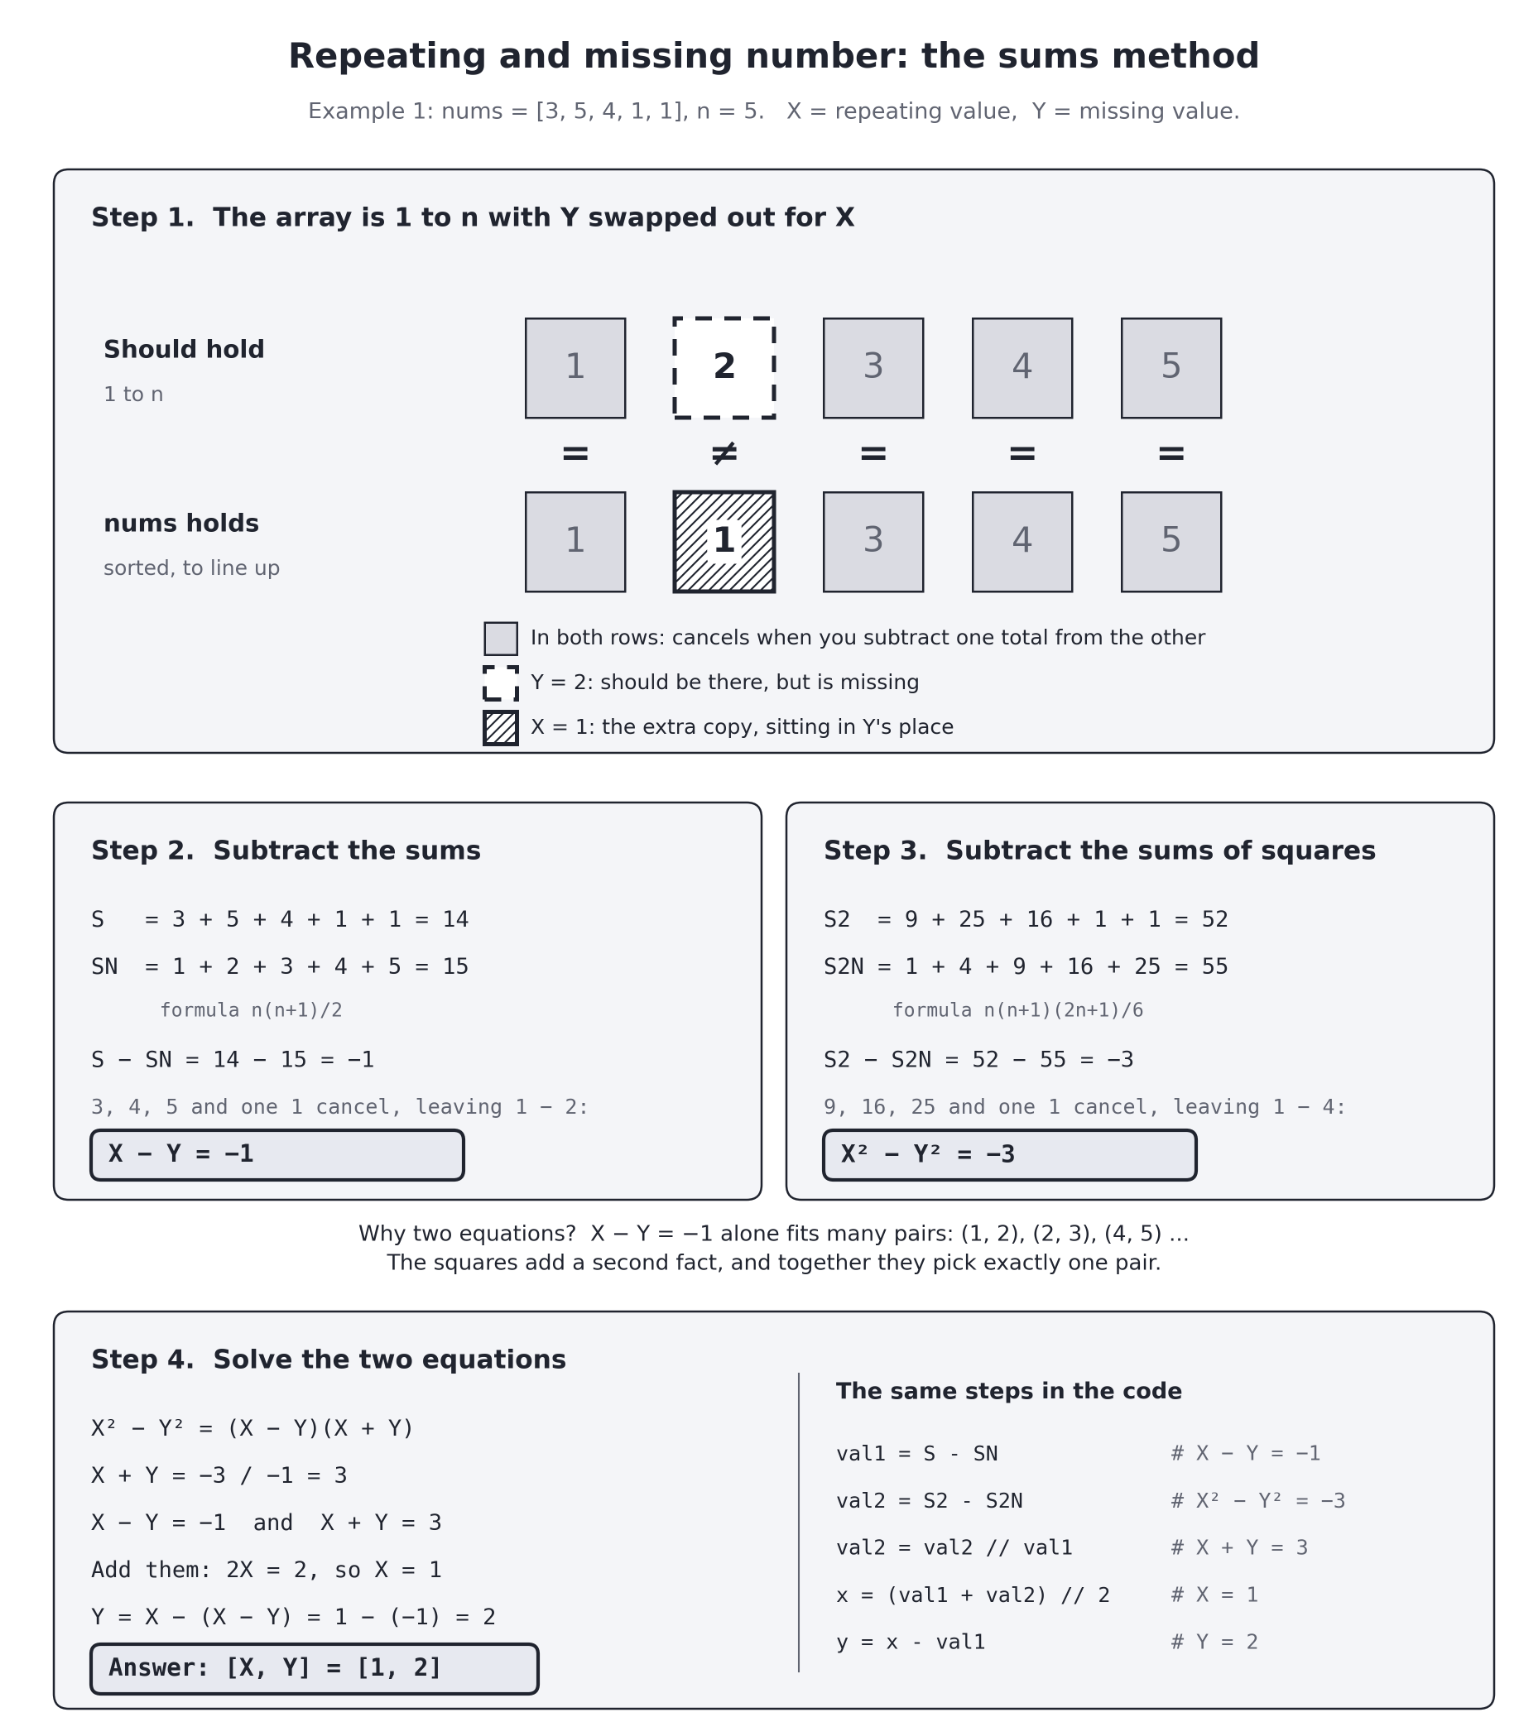 Repeating and missing number: the sums method
Example 1: nums = [3, 5, 4, 1, 1], n = 5.   X = repeating value,  Y = missing value.
Step 1.  The array is 1 to n with Y swapped out for X
Should hold
1 to n
1 2 3 4 5
= ≠ = = =
nums holds
sorted, to line up
1 1 3 4 5
In both rows: cancels when you subtract one total from the other
Y = 2: should be there, but is missing
X = 1: the extra copy, sitting in Y's place
Step 2.  Subtract the sums
S   = 3 + 5 + 4 + 1 + 1 = 14
SN  = 1 + 2 + 3 + 4 + 5 = 15
formula n(n+1)/2
S − SN = 14 − 15 = −1
3, 4, 5 and one 1 cancel, leaving 1 − 2:
X − Y = −1
Step 3.  Subtract the sums of squares
S2  = 9 + 25 + 16 + 1 + 1 = 52
S2N = 1 + 4 + 9 + 16 + 25 = 55
formula n(n+1)(2n+1)/6
S2 − S2N = 52 − 55 = −3
9, 16, 25 and one 1 cancel, leaving 1 − 4:
X² − Y² = −3
Why two equations?  X − Y = −1 alone fits many pairs: (1, 2), (2, 3), (4, 5) ...
The squares add a second fact, and together they pick exactly one pair.
Step 4.  Solve the two equations
X² − Y² = (X − Y)(X + Y)
X + Y = −3 / −1 = 3
X − Y = −1  and  X + Y = 3
Add them: 2X = 2, so X = 1
Y = X − (X − Y) = 1 − (−1) = 2
Answer: [X, Y] = [1, 2]
The same steps in the code
val1 = S - SN # X − Y = −1
val2 = S2 - S2N # X² − Y² = −3
val2 = val2 // val1 # X + Y = 3
x = (val1 + val2) // 2 # X = 1
y = x - val1 # Y = 2